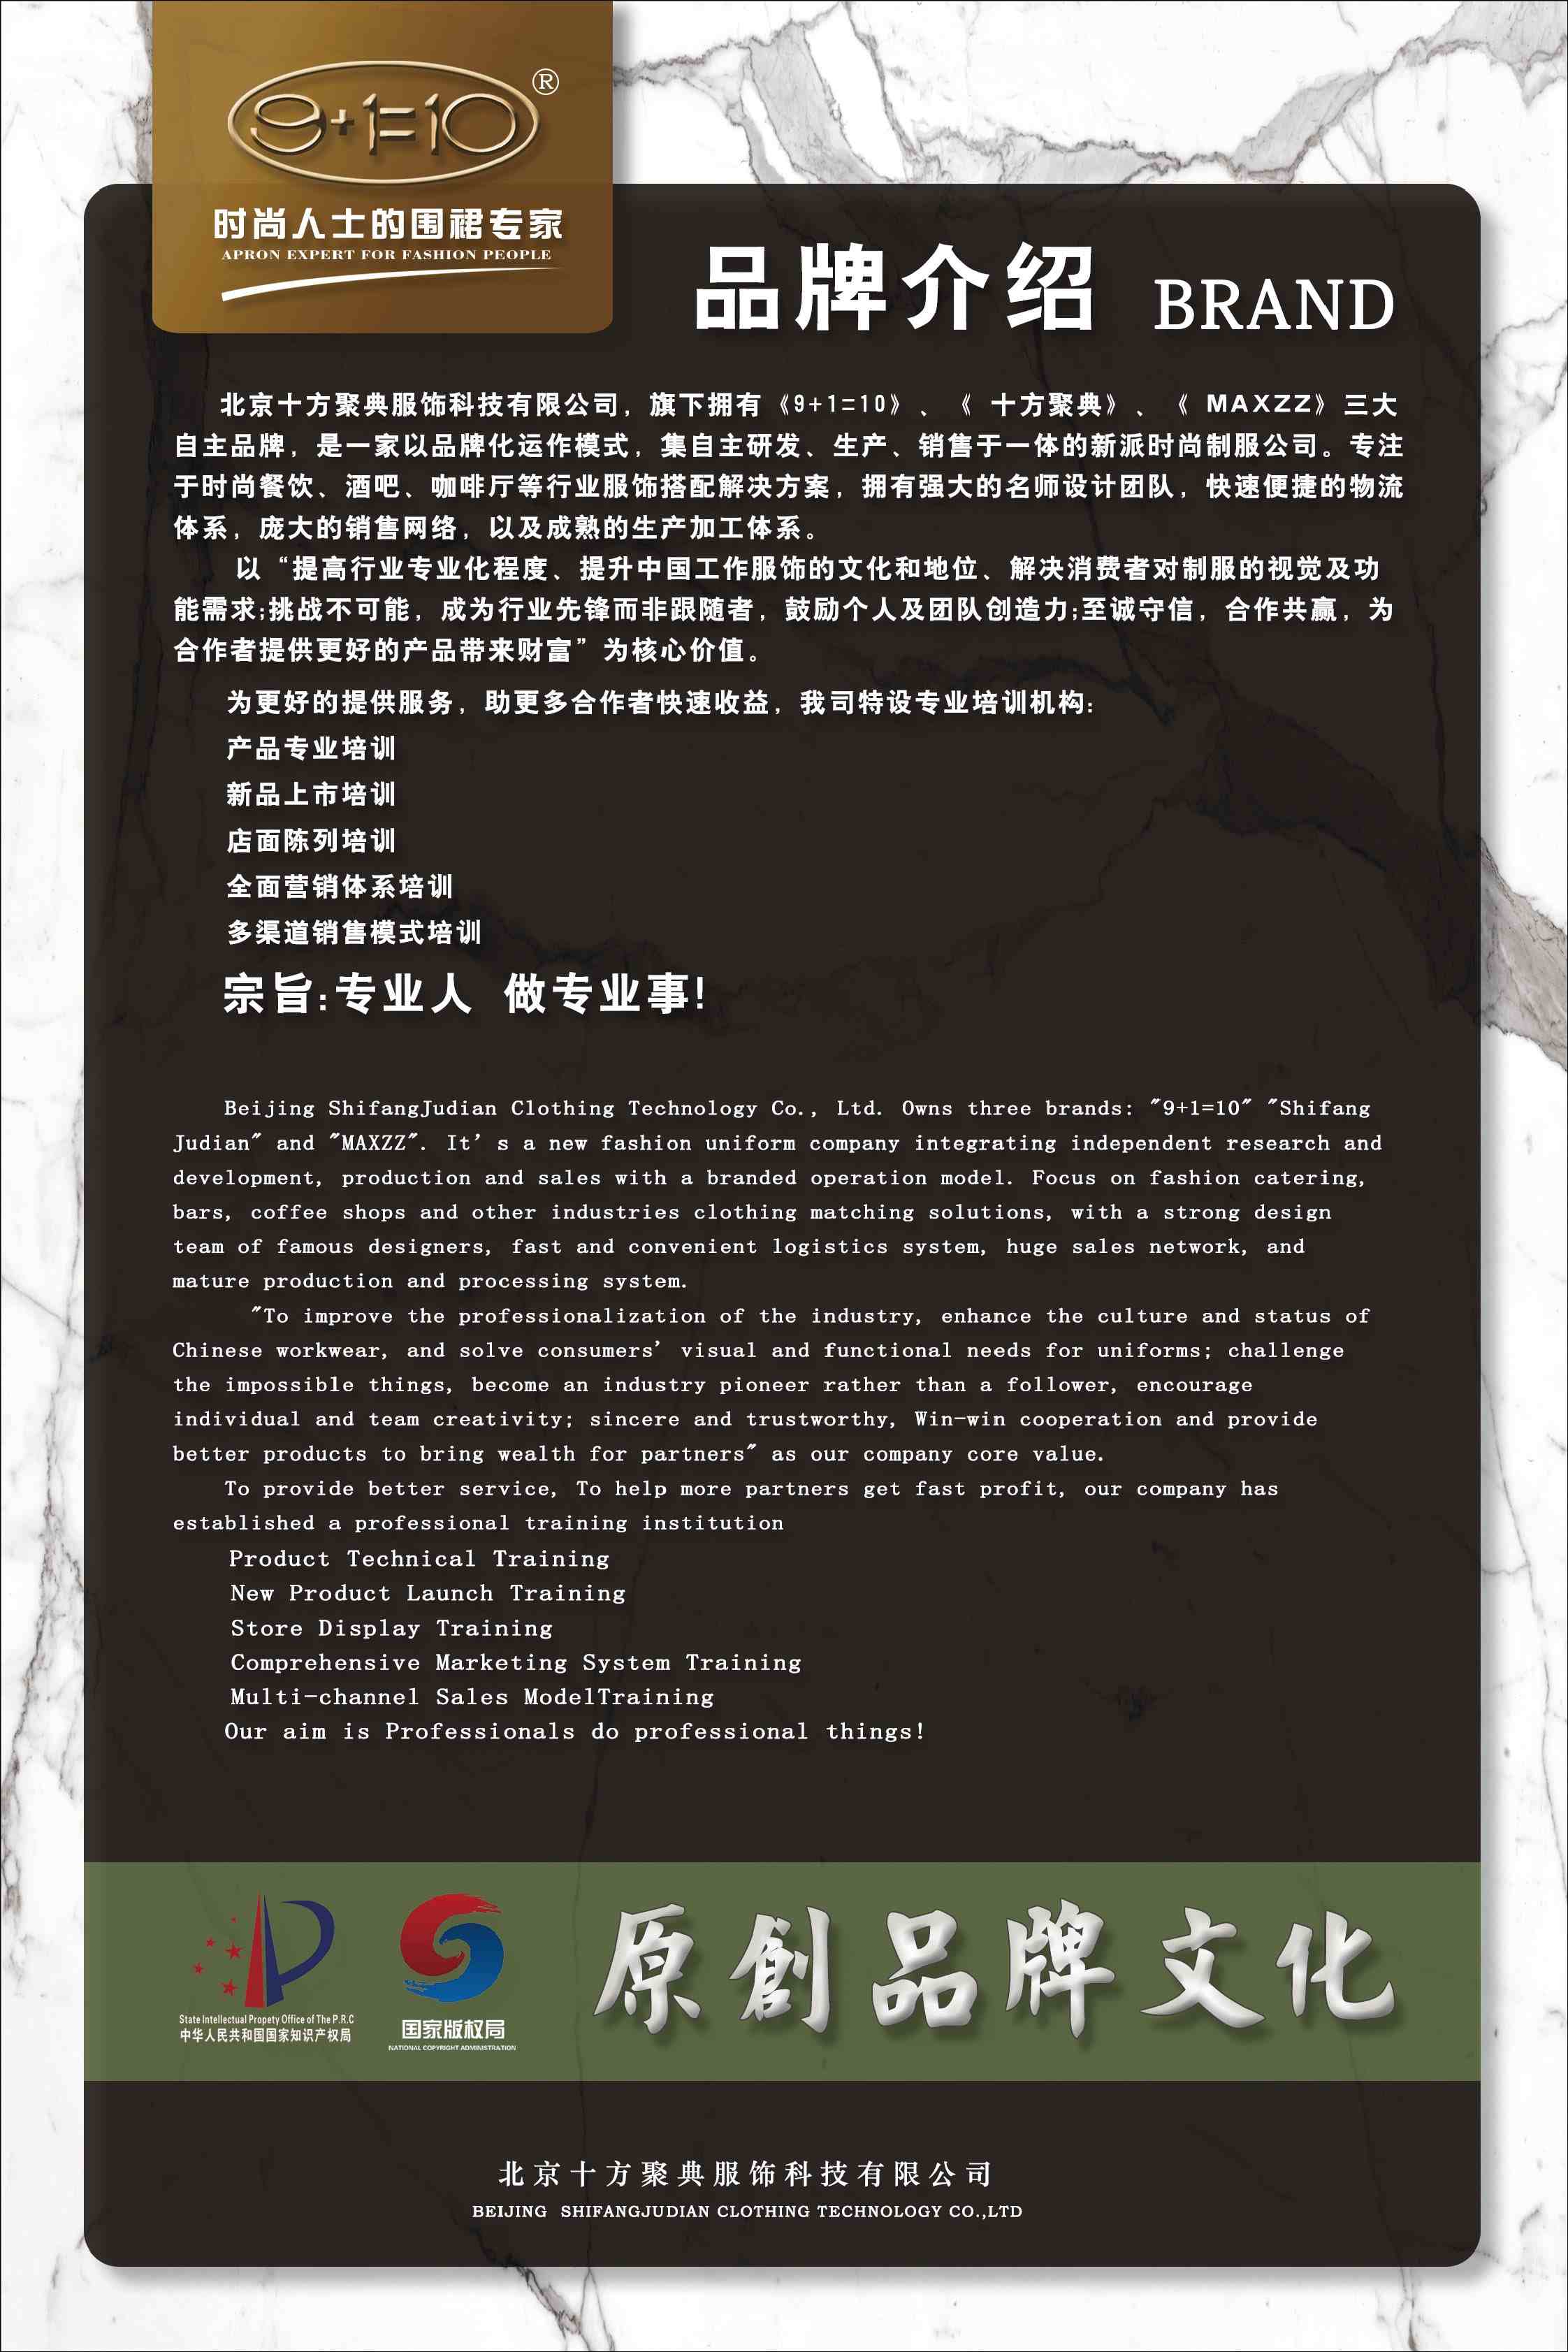 9+1=10®
时尚人士的围裙专家
APRON EXPERT FOR FASHION PEOPLE
品牌介绍 BRAND
北京十方聚典服饰科技有限公司，旗下拥有《9+1=10》、《 十方聚典》、《 MAXZZ》三大
自主品牌，是一家以品牌化运作模式，集自主研发、生产、销售于一体的新派时尚制服公司。专注
于时尚餐饮、酒吧、咖啡厅等行业服饰搭配解决方案，拥有强大的名师设计团队，快速便捷的物流
体系，庞大的销售网络，以及成熟的生产加工体系。
以“提高行业专业化程度、提升中国工作服饰的文化和地位、解决消费者对制服的视觉及功
能需求;挑战不可能，成为行业先锋而非跟随者，鼓励个人及团队创造力;至诚守信，合作共赢，为
合作者提供更好的产品带来财富”为核心价值。
为更好的提供服务，助更多合作者快速收益，我司特设专业培训机构:
产品专业培训
新品上市培训
店面陈列培训
全面营销体系培训
多渠道销售模式培训
宗旨:专业人 做专业事!
Beijing ShifangJudian Clothing Technology Co., Ltd. Owns three brands: "9+1=10" "Shifang
Judian" and "MAXZZ". It’s a new fashion uniform company integrating independent research and
development, production and sales with a branded operation model. Focus on fashion catering,
bars, coffee shops and other industries clothing matching solutions, with a strong design
team of famous designers, fast and convenient logistics system, huge sales network, and
mature production and processing system.
"To improve the professionalization of the industry, enhance the culture and status of
Chinese workwear, and solve consumers’ visual and functional needs for uniforms; challenge
the impossible things, become an industry pioneer rather than a follower, encourage
individual and team creativity; sincere and trustworthy, Win-win cooperation and provide
better products to bring wealth for partners" as our company core value.
To provide better service, To help more partners get fast profit, our company has
established a professional training institution
Product Technical Training
New Product Launch Training
Store Display Training
Comprehensive Marketing System Training
Multi-channel Sales ModelTraining
Our aim is Professionals do professional things!
State Intellectual Propety Office of The P.R.C
中华人民共和国国家知识产权局
国家版权局
NATIONAL COPYRIGHT ADMINISTRATION
原創品牌文化
北京十方聚典服饰科技有限公司
BEIJING SHIFANGJUDIAN CLOTHING TECHNOLOGY CO.,LTD